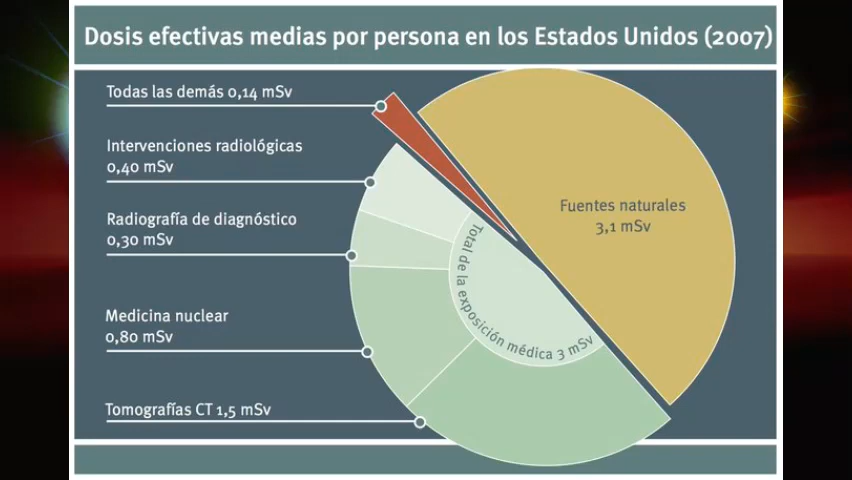 Dosis efectivas medias por persona en los Estados Unidos (2007)
Todas las demás 0,14 mSv
Intervenciones radiológicas
0,40 mSv
Radiografía de diagnóstico
0,30 mSv
Medicina nuclear
0,80 mSv
Tomografías CT 1,5 mSv
Fuentes naturales
3,1 mSv
Total de la exposición médica 3 mSv